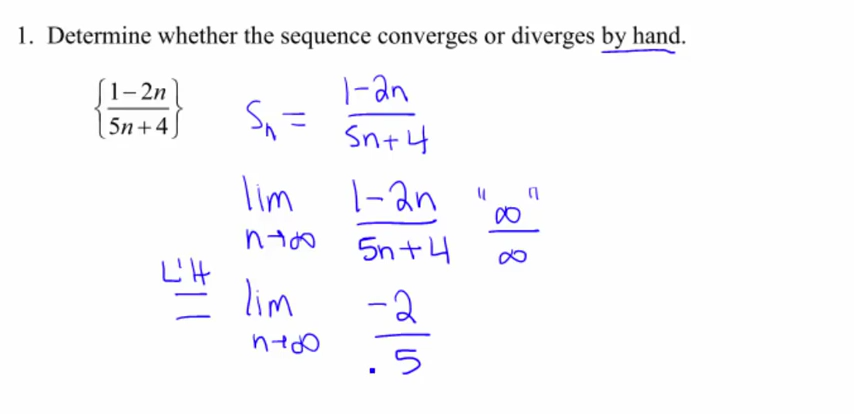 1. Determine whether the sequence converges or diverges by hand.
{(1−2n)/(5n+4)} Sₙ = (1-2n)/(5n+4)
lim n→∞ (1-2n)/(5n+4) "∞"/∞
L'H = lim n→∞ -2/5